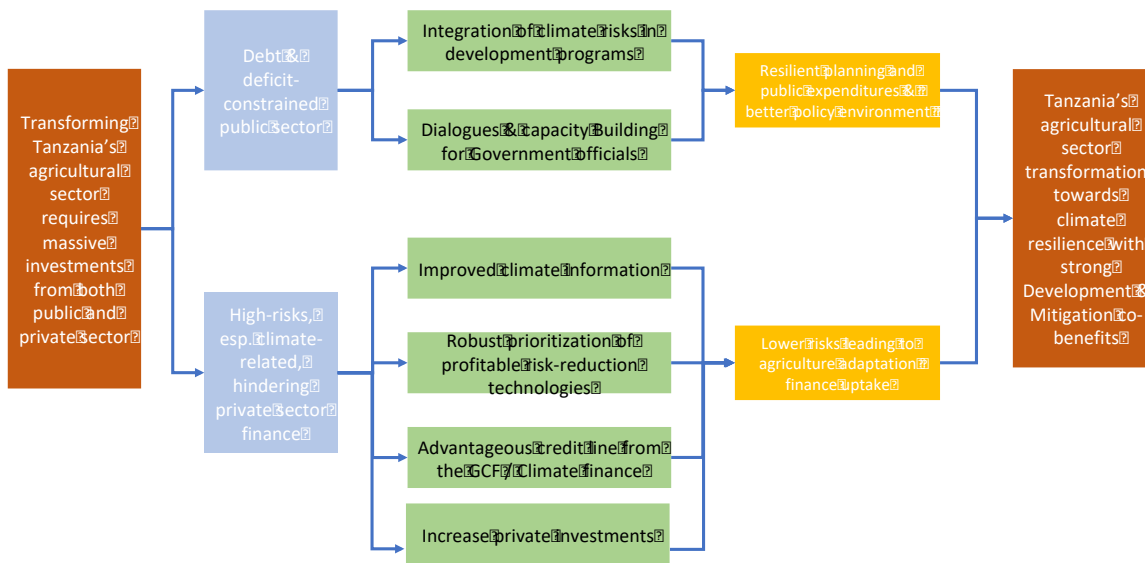 Transforming
Tanzania's
agricultural
sector
requires
massive
investments
from both
public and
private sector
Debt &
deficit-
constrained
public sector
High-risks,
esp. climate-
related,
hindering
private sector
finance
Integration of climate risks in
development programs
Dialogues & capacity Building
for Government officials
Improved climate information
Robust prioritization of
profitable risk-reduction
technologies
Advantageous credit line from
the GCF / Climate finance
Increase private investments
Resilient planning and
public expenditures &
better policy environment
Lower risks leading to
agriculture adaptation
finance uptake
Tanzania's
agricultural
sector
transformation
towards
climate
resilience with
strong
Development &
Mitigation co-
benefits